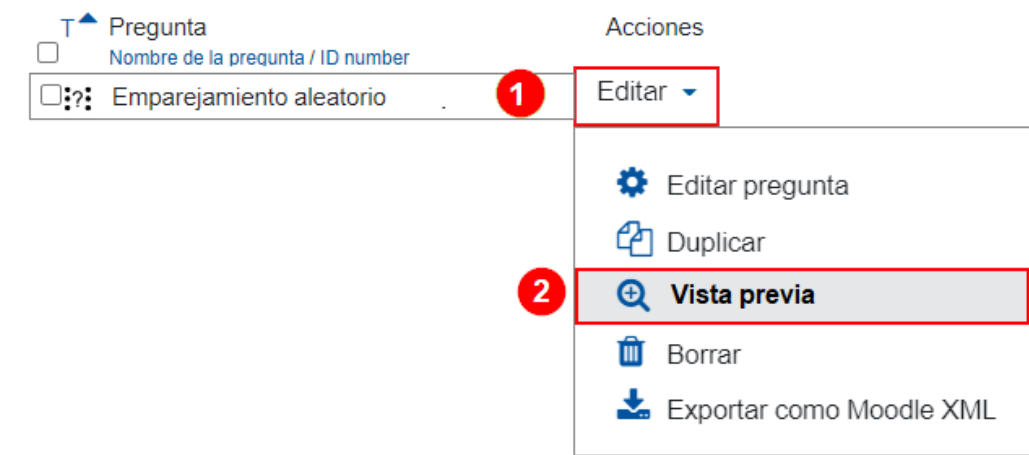 T Pregunta Acciones
Nombre de la pregunta / ID number
?  Emparejamiento aleatorio . 1 Editar
Editar pregunta
Duplicar
2 Vista previa
Borrar
Exportar como Moodle XML